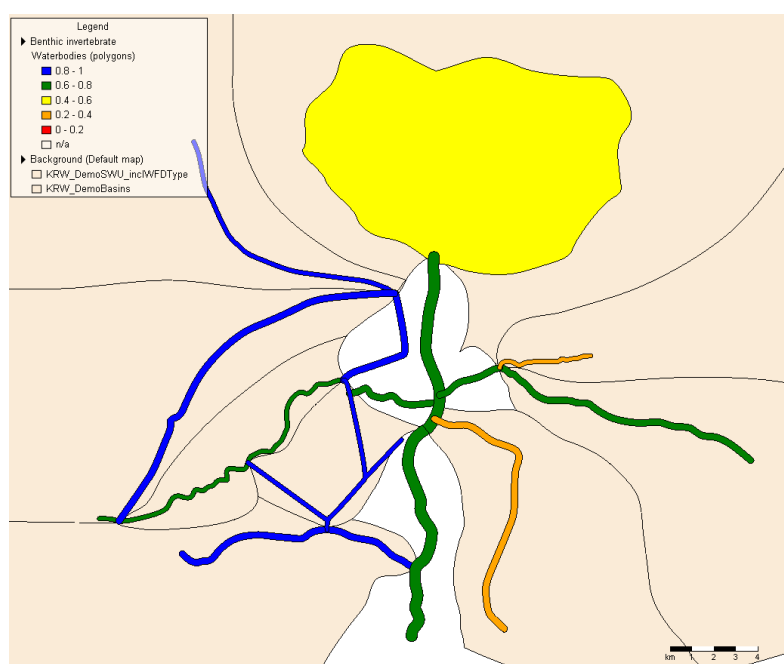 Legend
Benthic invertebrate
Waterbodies (polygons)
0.8 - 1
0.6 - 0.8
0.4 - 0.6
0.2 - 0.4
0 - 0.2
n/a
Background (Default map)
KRW_DemoSWU_inclWFDType
KRW_DemoBasins
km 1 2 3 4